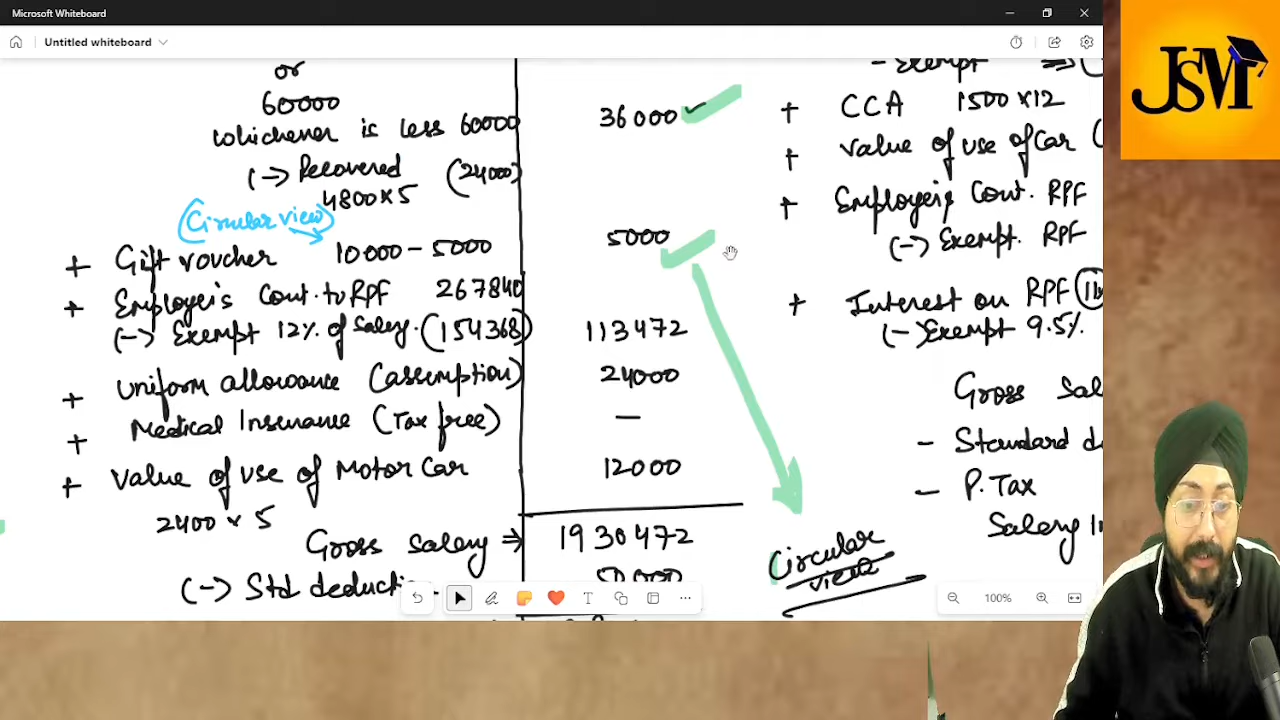 Microsoft Whiteboard
Untitled whiteboard
or
60000
whichever is less 60000
(-) Recovered (24000)
4800×5
36000
(Circular view)
+ Gift voucher 10000 - 5000 5000
+ Employer's Cont. to RPF 267840
(-) Exempt 12% of Salary. (154368) 113472
+ Uniform allowance (assumption) 24000
+ Medical Insurance (Tax free) —
+ Value of use of Motor Car 12000
2400 × 5
Gross Salary → 1930472
(-) Std deducti 50000
Circular
view
- Exempt
+ CCA 1500×12
+ Value of use of Car (
+ Employer's Cont. RPF
(-) Exempt. RPF
+ Interest on RPF
(-) Exempt 9.5%
Gross Sal
- Standard d
- P. Tax
Salary I
100%
JSM